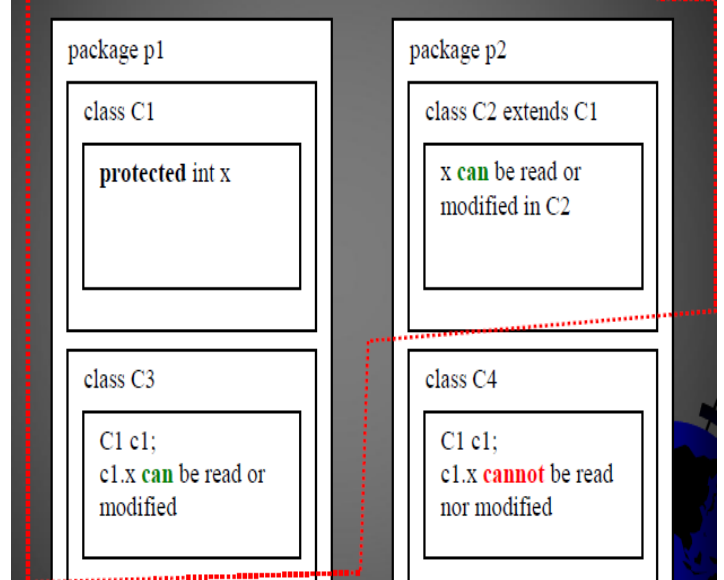 package p1
class C1
protected int x
package p2
class C2 extends C1
x can be read or
modified in C2
class C3
C1 c1;
c1.x can be read or
modified
class C4
C1 c1;
c1.x cannot be read
nor modified